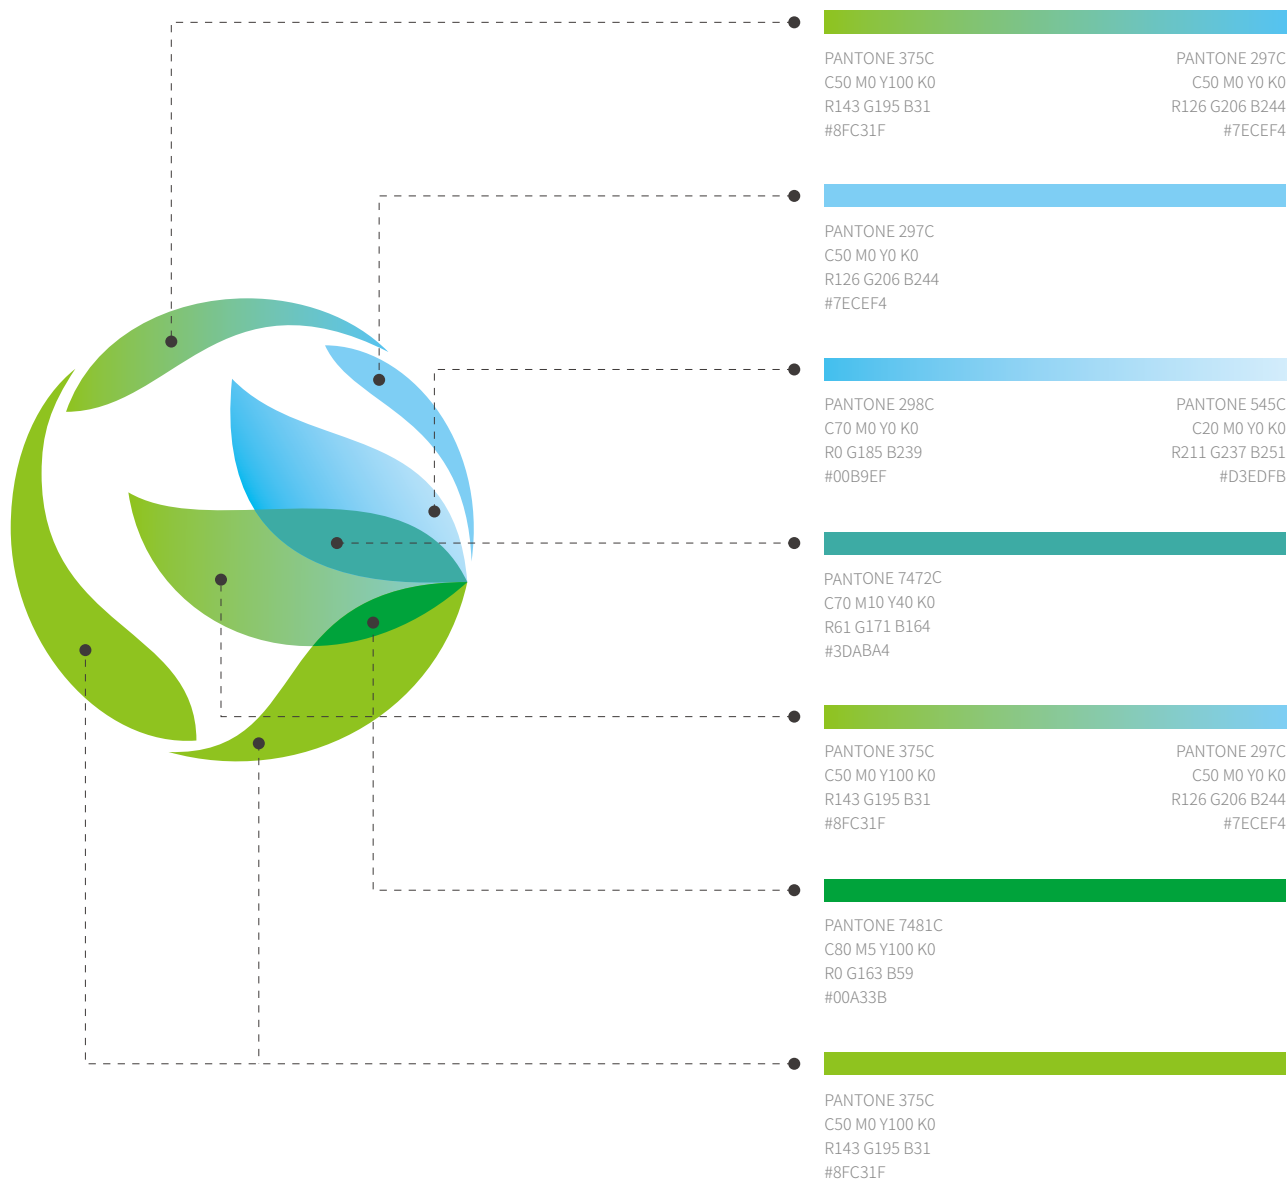 PANTONE 375C
C50 M0 Y100 K0
R143 G195 B31
#8FC31F
PANTONE 297C
C50 M0 Y0 K0
R126 G206 B244
#7ECEF4
PANTONE 297C
C50 M0 Y0 K0
R126 G206 B244
#7ECEF4
PANTONE 298C
C70 M0 Y0 K0
R0 G185 B239
#00B9EF
PANTONE 545C
C20 M0 Y0 K0
R211 G237 B251
#D3EDFB
PANTONE 7472C
C70 M10 Y40 K0
R61 G171 B164
#3DABA4
PANTONE 375C
C50 M0 Y100 K0
R143 G195 B31
#8FC31F
PANTONE 297C
C50 M0 Y0 K0
R126 G206 B244
#7ECEF4
PANTONE 7481C
C80 M5 Y100 K0
R0 G163 B59
#00A33B
PANTONE 375C
C50 M0 Y100 K0
R143 G195 B31
#8FC31F